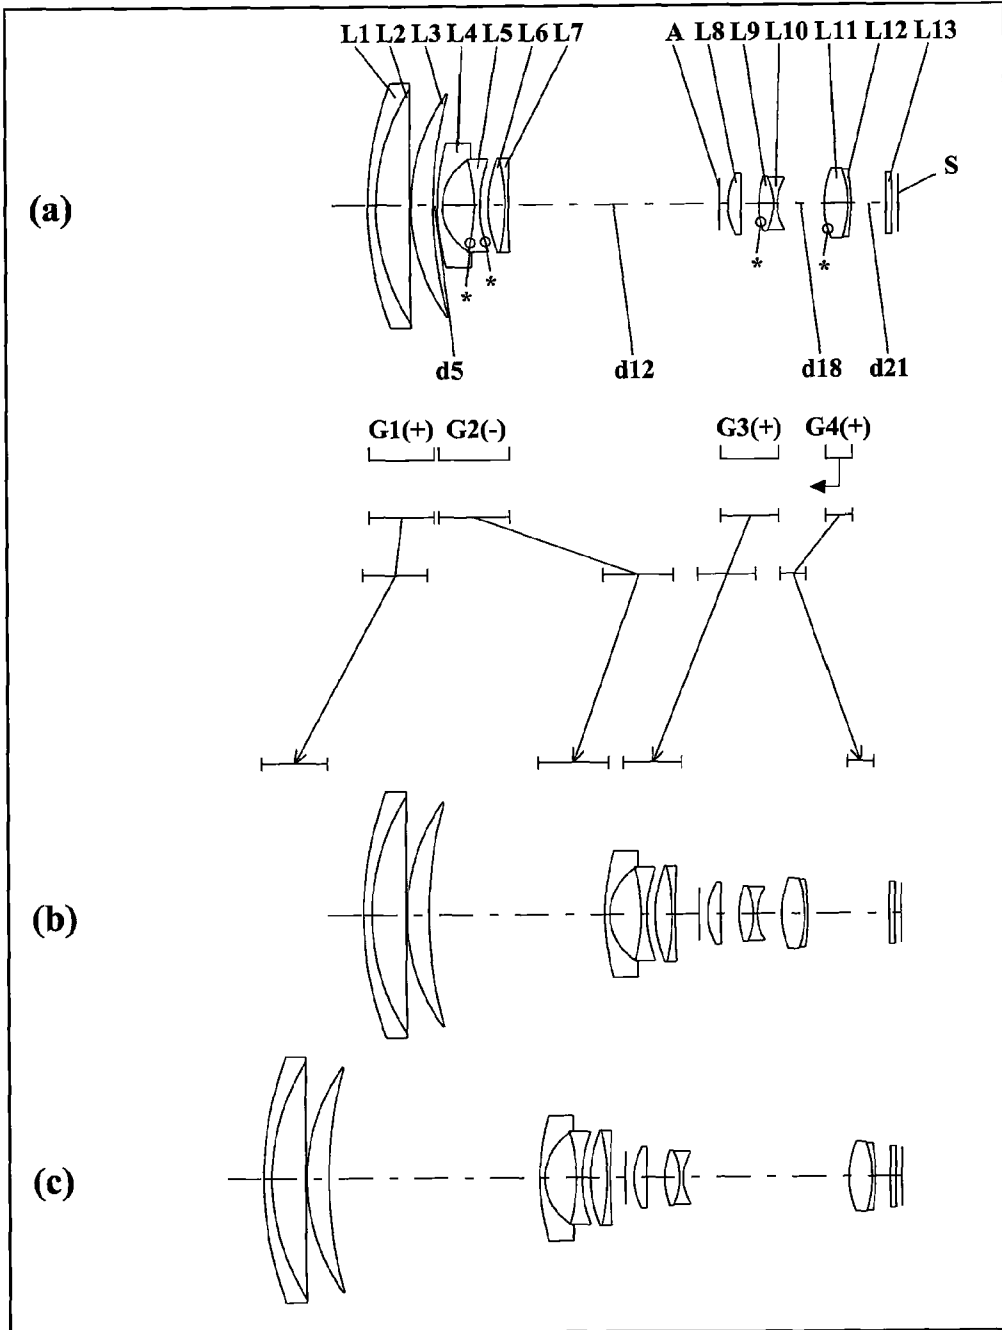 L1 L2 L3 L4 L5 L6 L7 A L8 L9 L10 L11 L12 L13
S
(a)
* * * *
d5 d12 d18 d21
G1(+) G2(-) G3(+) G4(+)
(b)
(c)